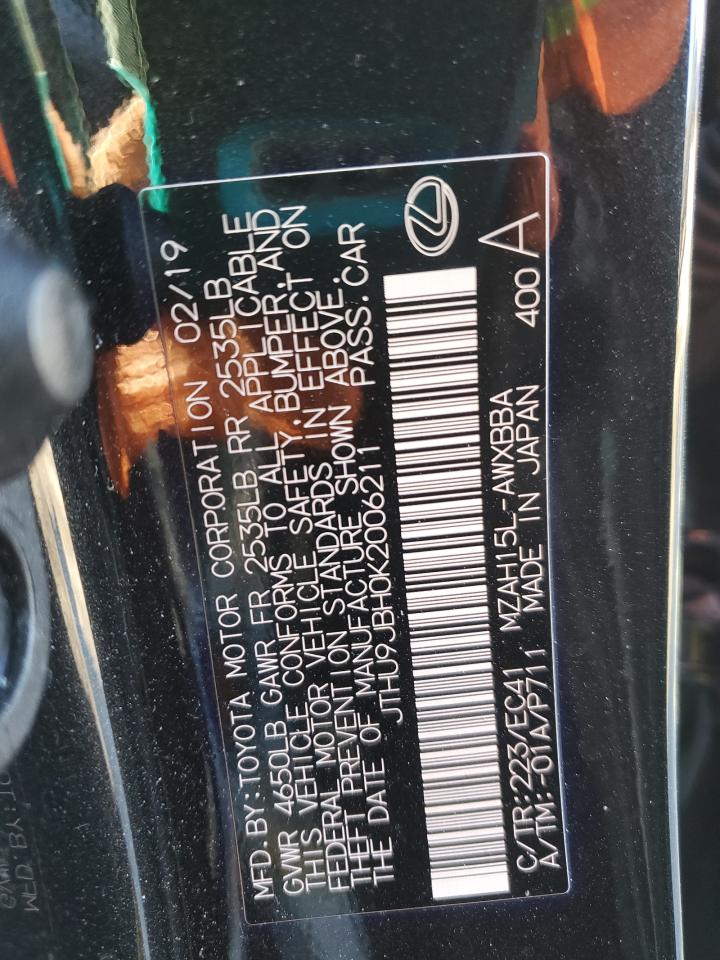 MFD.BY:TOYOTA MOTOR CORPORATION 02/19
GVWR 4650LB GAWR FR 2535LB RR 2535LB
THIS VEHICLE CONFORMS TO ALL APPLICABLE
FEDERAL MOTOR VEHICLE SAFETY,BUMPER,AND
THEFT PREVENTION STANDARDS IN EFFECT ON
THE DATE OF MANUFACTURE SHOWN ABOVE.
JTHU9JBH0K2006211 PASS.CAR
C/TR:223/EC41 MZAH15L-AWXBBA 400 A
A/TM:-01A/P711 MADE IN JAPAN